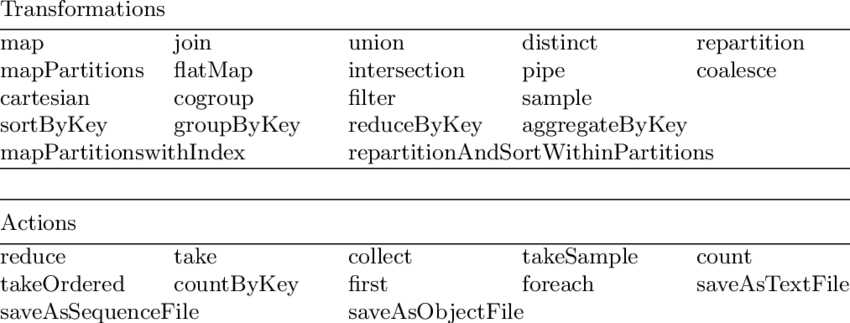 Transformations
map join union distinct repartition
mapPartitions flatMap intersection pipe coalesce
cartesian cogroup filter sample
sortByKey groupByKey reduceByKey aggregateByKey
mapPartitionswithIndex repartitionAndSortWithinPartitions
Actions
reduce take collect takeSample count
takeOrdered countByKey first foreach saveAsTextFile
saveAsSequenceFile saveAsObjectFile